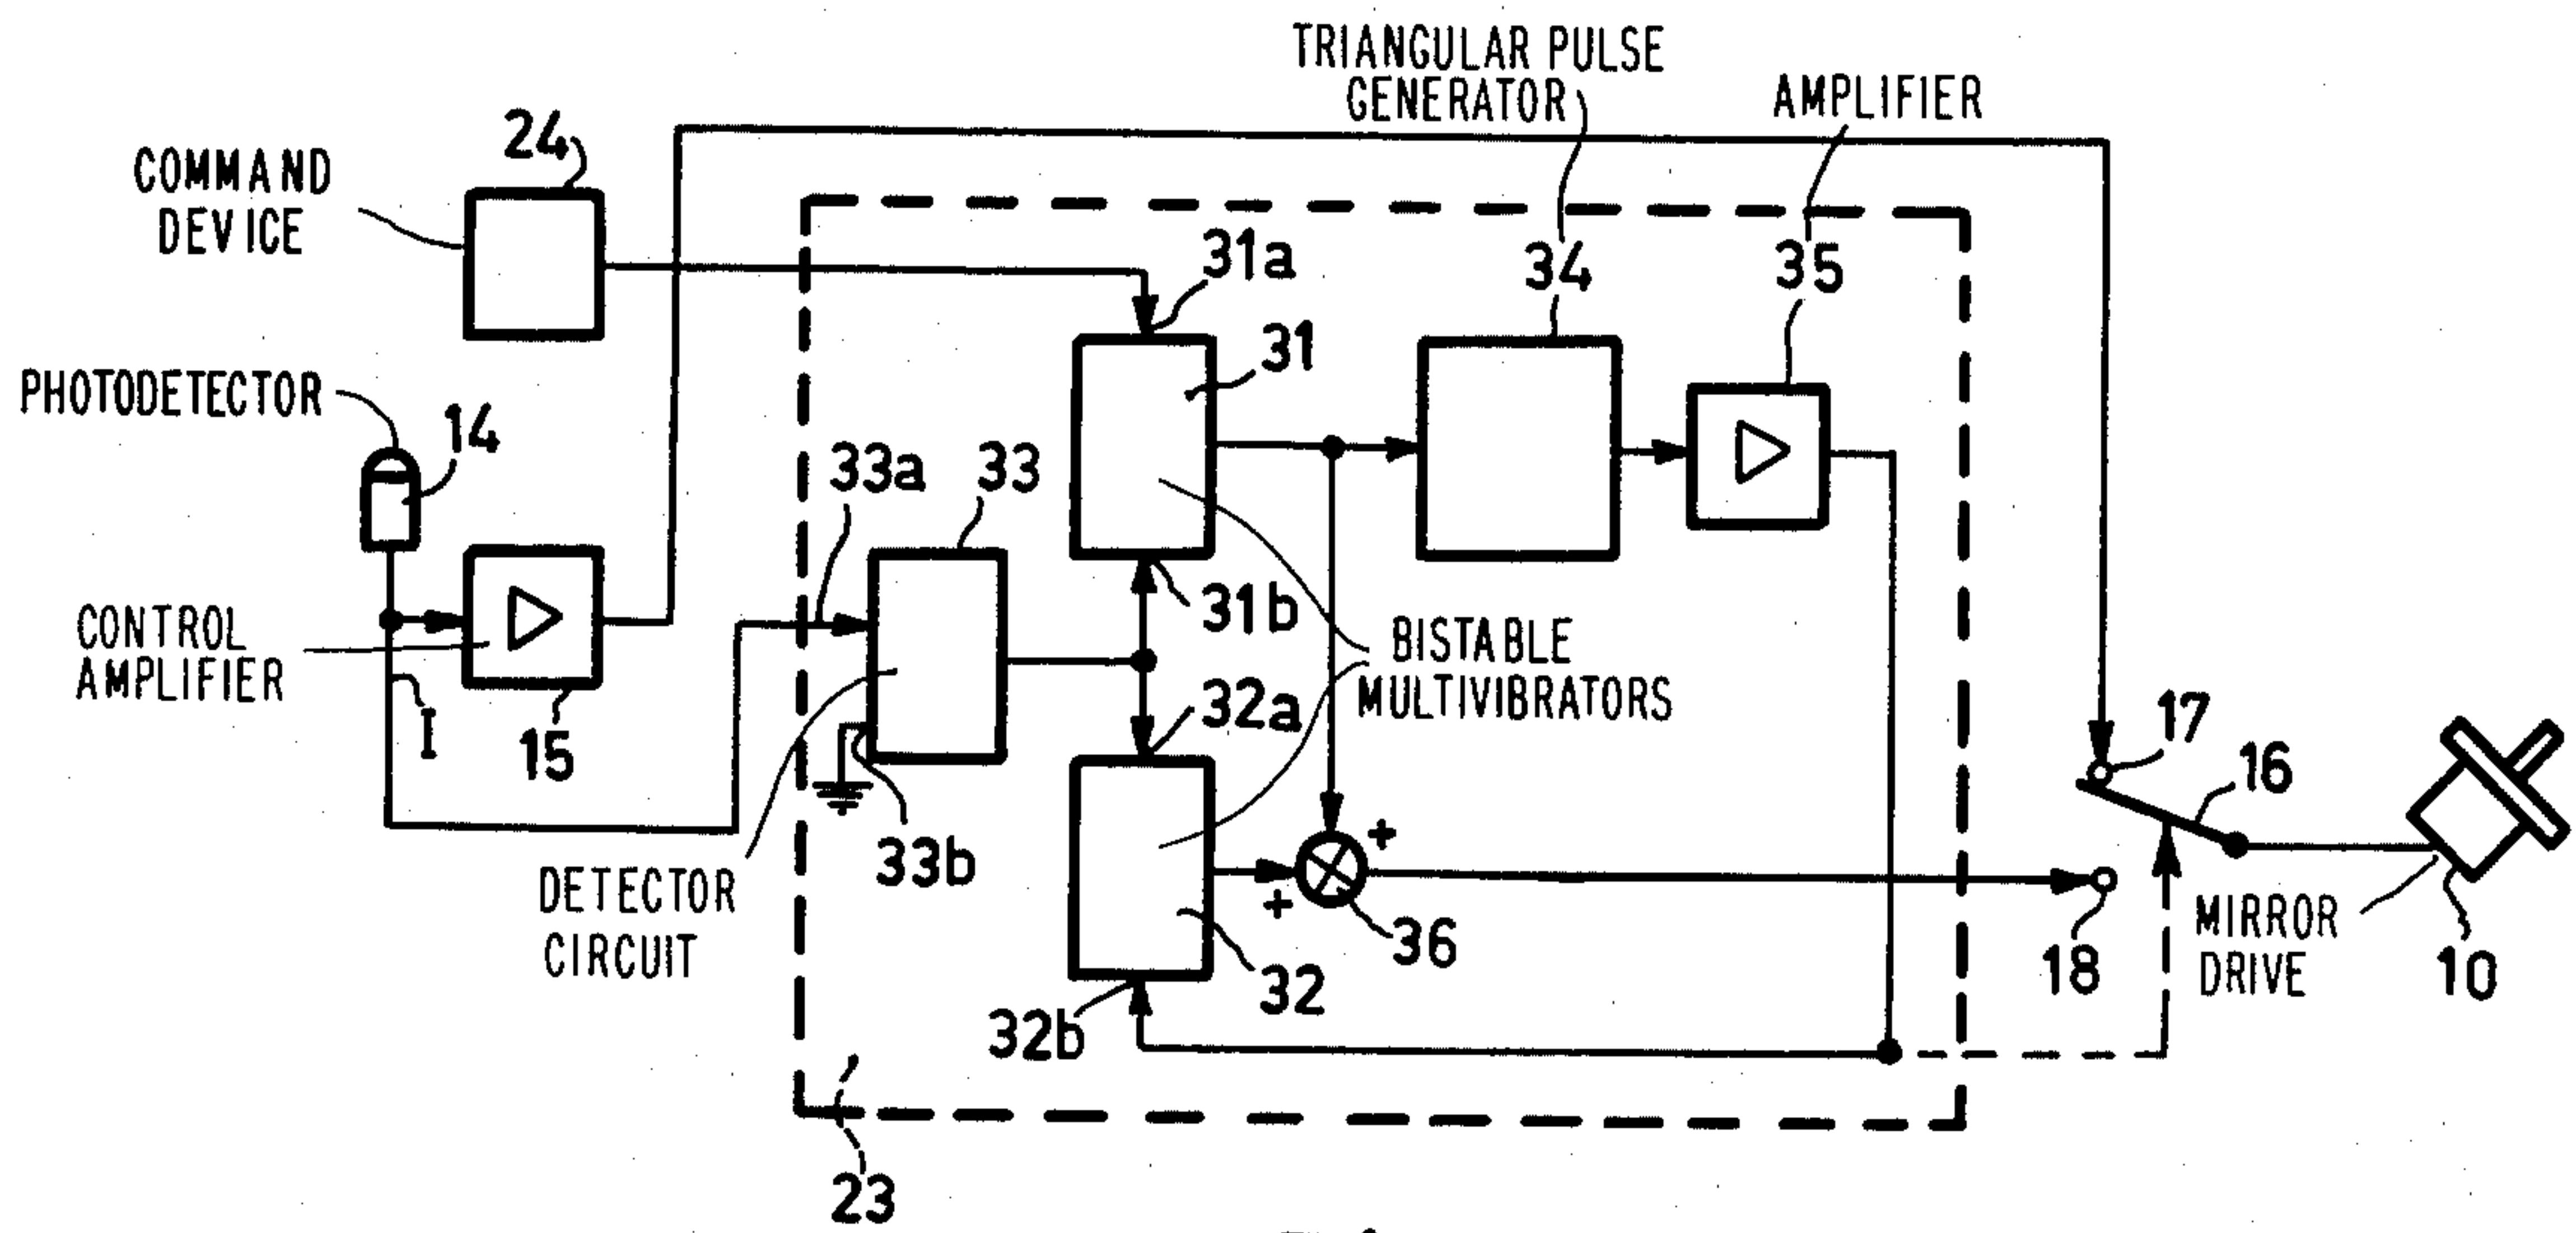 TRIANGULAR PULSE
GENERATOR
AMPLIFIER
24
COMMAND
DEVICE
31a
34
35
31
PHOTODETECTOR
14
33a
33
31b
CONTROL
AMPLIFIER
BISTABLE
MULTIVIBRATORS
I
15
32a
17
16
+
33b
DETECTOR
CIRCUIT
+
36
32
18
MIRROR
DRIVE
10
32b
23